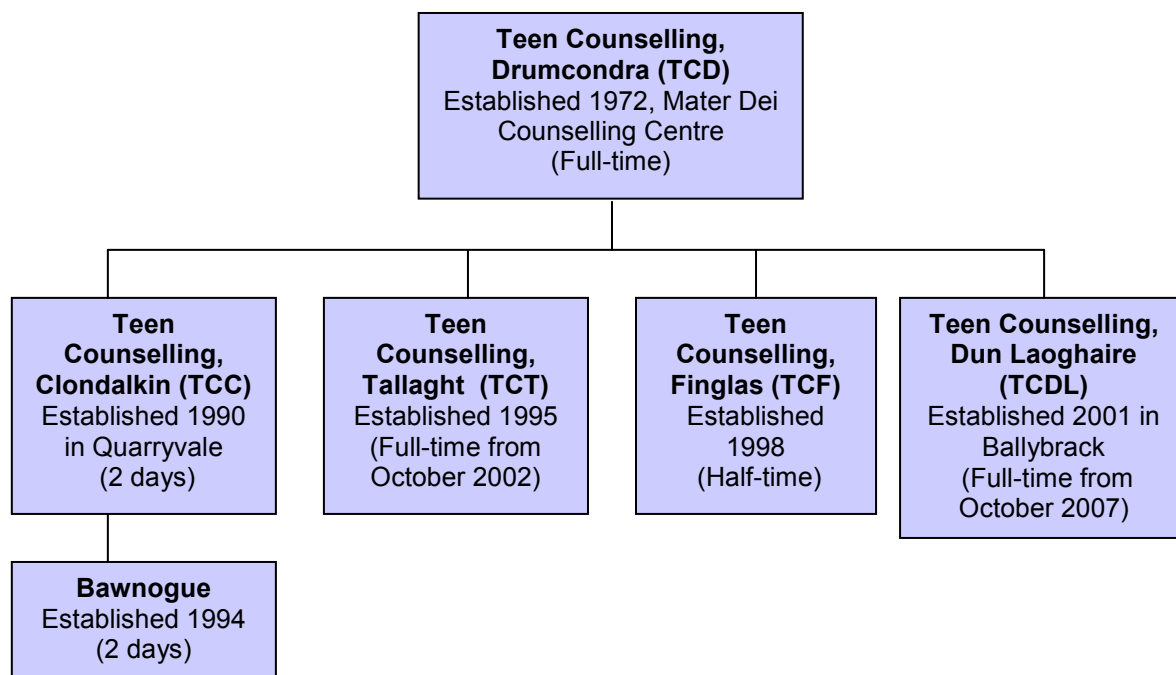 Teen Counselling,
Drumcondra (TCD)
Established 1972, Mater Dei
Counselling Centre
(Full-time)
Teen
Counselling,
Clondalkin (TCC)
Established 1990
in Quarryvale
(2 days)
Teen
Counselling,
Tallaght (TCT)
Established 1995
(Full-time from
October 2002)
Teen
Counselling,
Finglas (TCF)
Established
1998
(Half-time)
Teen Counselling,
Dun Laoghaire
(TCDL)
Established 2001 in
Ballybrack
(Full-time from
October 2007)
Bawnogue
Established 1994
(2 days)